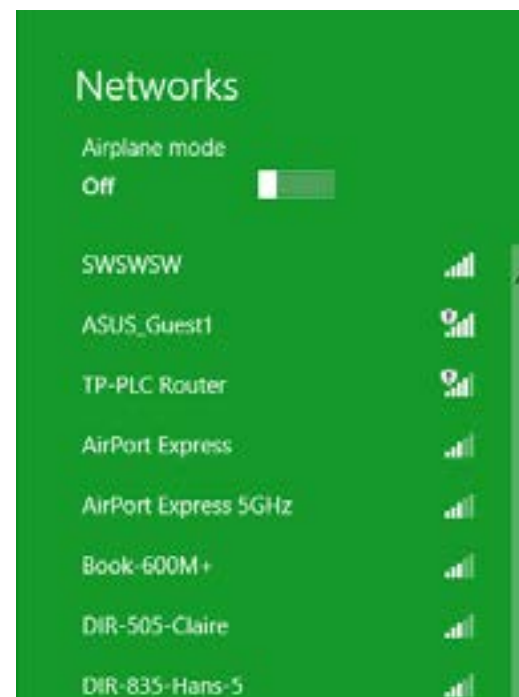 Networks
Airplane mode
Off
SWSWSW
ASUS_Guest1
TP-PLC Router
AirPort Express
AirPort Express 5GHz
Book-600M+
DIR-505-Claire
DIR-835-Hans-5